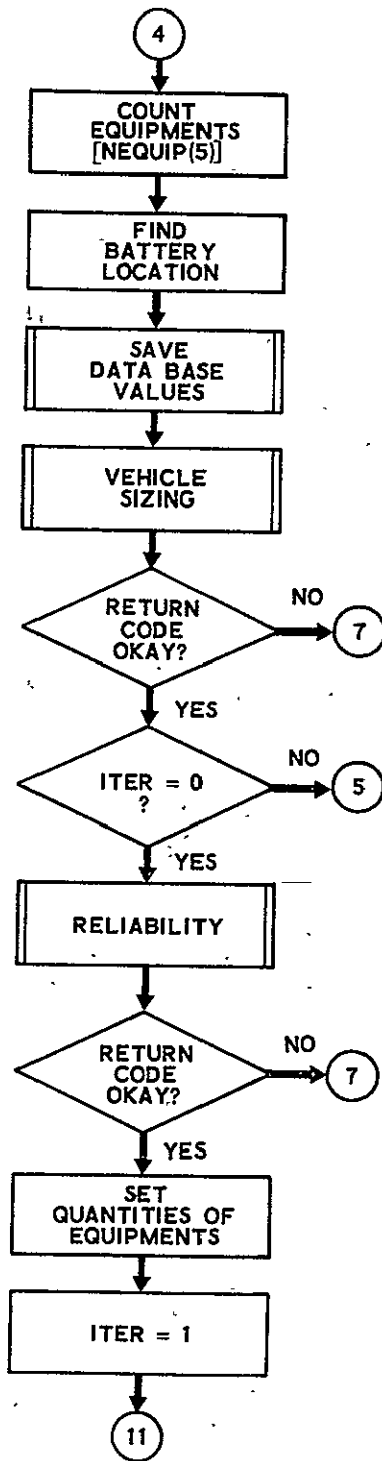 4
COUNT
EQUIPMENTS
[NEQUIP(5)]
FIND
BATTERY
LOCATION
SAVE
DATA BASE
VALUES
VEHICLE
SIZING
RETURN
CODE
OKAY?
NO
7
YES
ITER = 0
?
NO
5
YES
RELIABILITY
RETURN
CODE
OKAY?
NO
7
YES
SET
QUANTITIES OF
EQUIPMENTS
ITER = 1
11